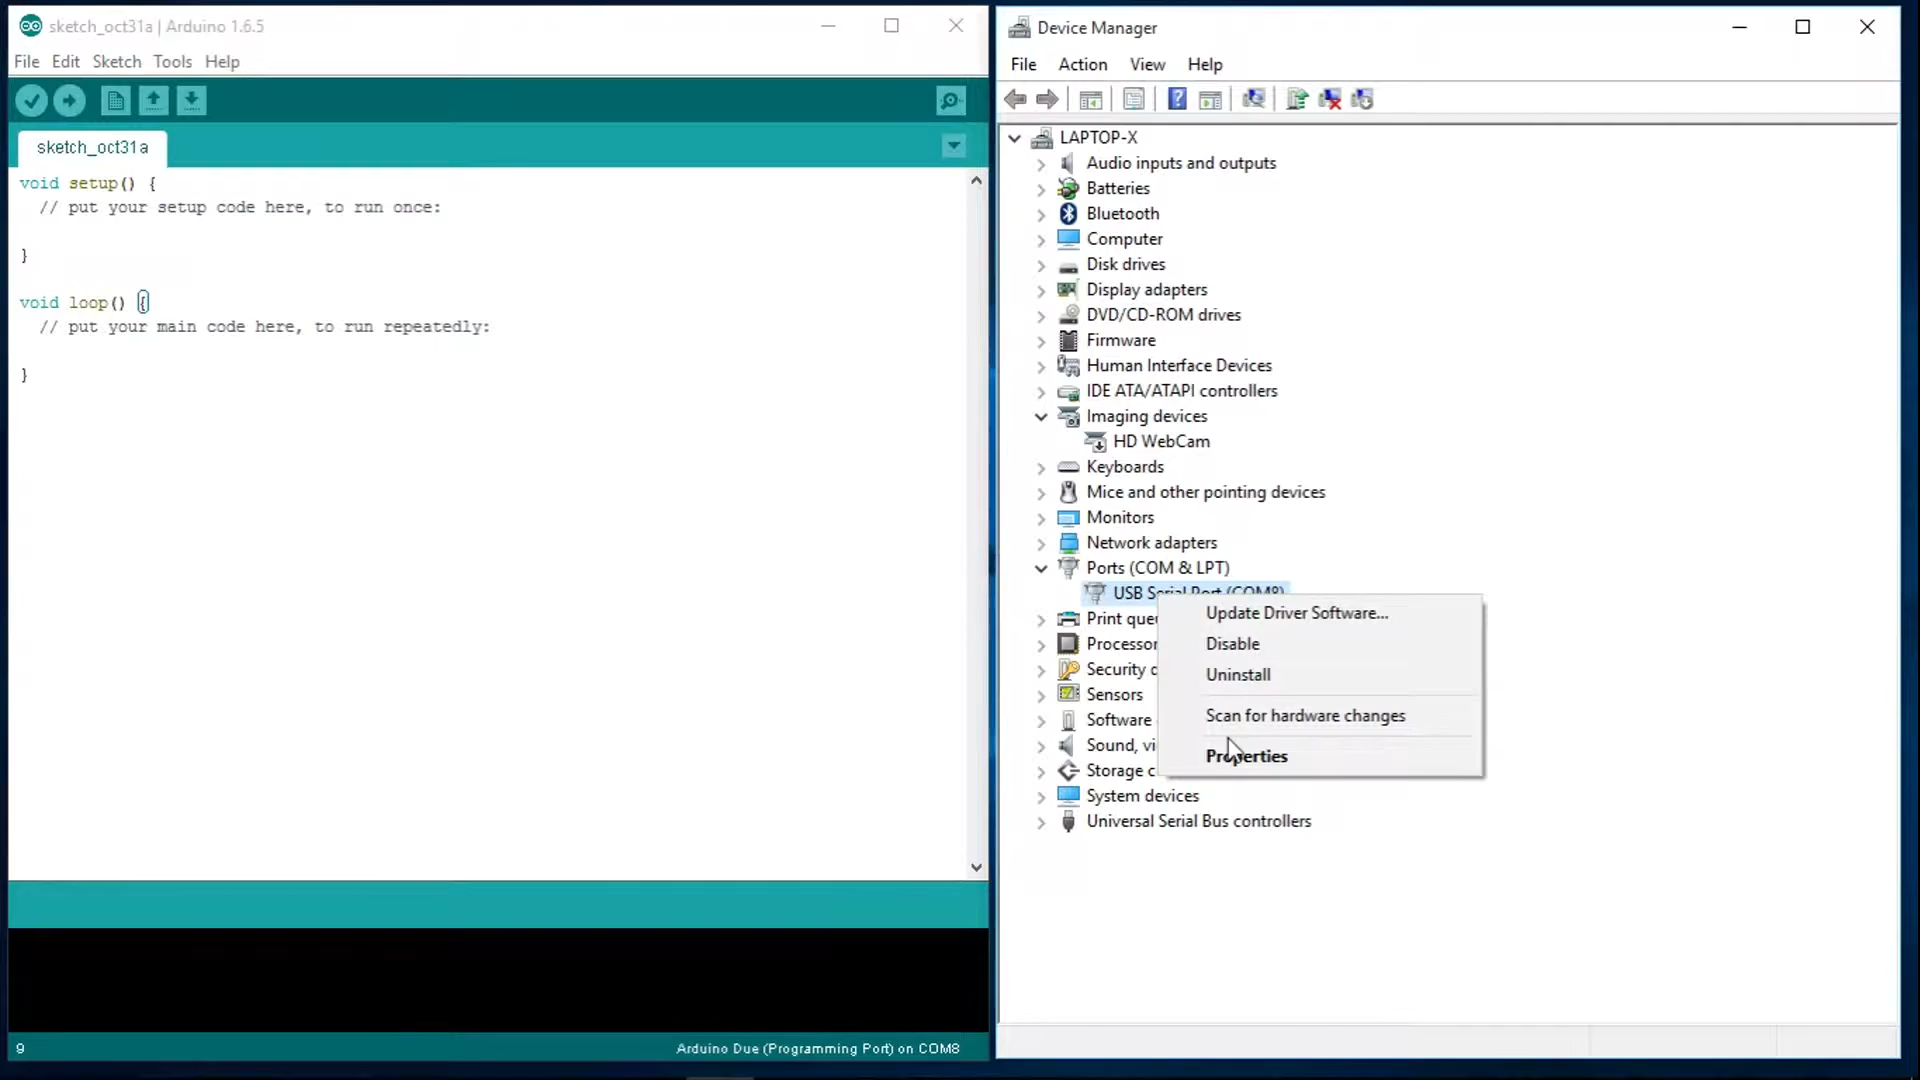 sketch_oct31a | Arduino 1.6.5
File Edit Sketch Tools Help
sketch_oct31a
void setup() {
// put your setup code here, to run once:
}
void loop() {
// put your main code here, to run repeatedly:
}
9
Arduino Due (Programming Port) on COM8
Device Manager
File Action View Help
LAPTOP-X
Audio inputs and outputs
Batteries
Bluetooth
Computer
Disk drives
Display adapters
DVD/CD-ROM drives
Firmware
Human Interface Devices
IDE ATA/ATAPI controllers
Imaging devices
HD WebCam
Keyboards
Mice and other pointing devices
Monitors
Network adapters
Ports (COM & LPT)
USB Serial Port (COM8)
Print que
Processor
Security
Sensors
Software
Sound, vi
Storage c
System devices
Universal Serial Bus controllers
Update Driver Software...
Disable
Uninstall
Scan for hardware changes
Properties